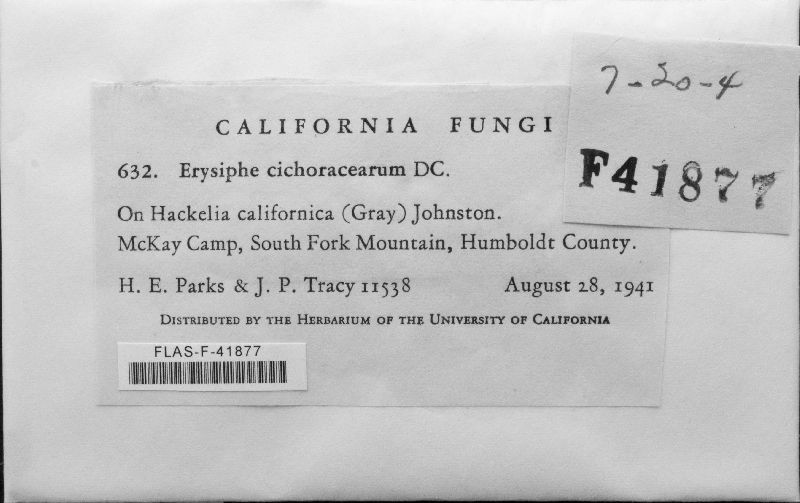 7-20-4
F41877
CALIFORNIA FUNGI
632. Erysiphe cichoracearum DC.
On Hackelia californica (Gray) Johnston.
McKay Camp, South Fork Mountain, Humboldt County.
H. E. Parks & J. P. Tracy 11538 August 28, 1941
DISTRIBUTED BY THE HERBARIUM OF THE UNIVERSITY OF CALIFORNIA
FLAS-F-41877